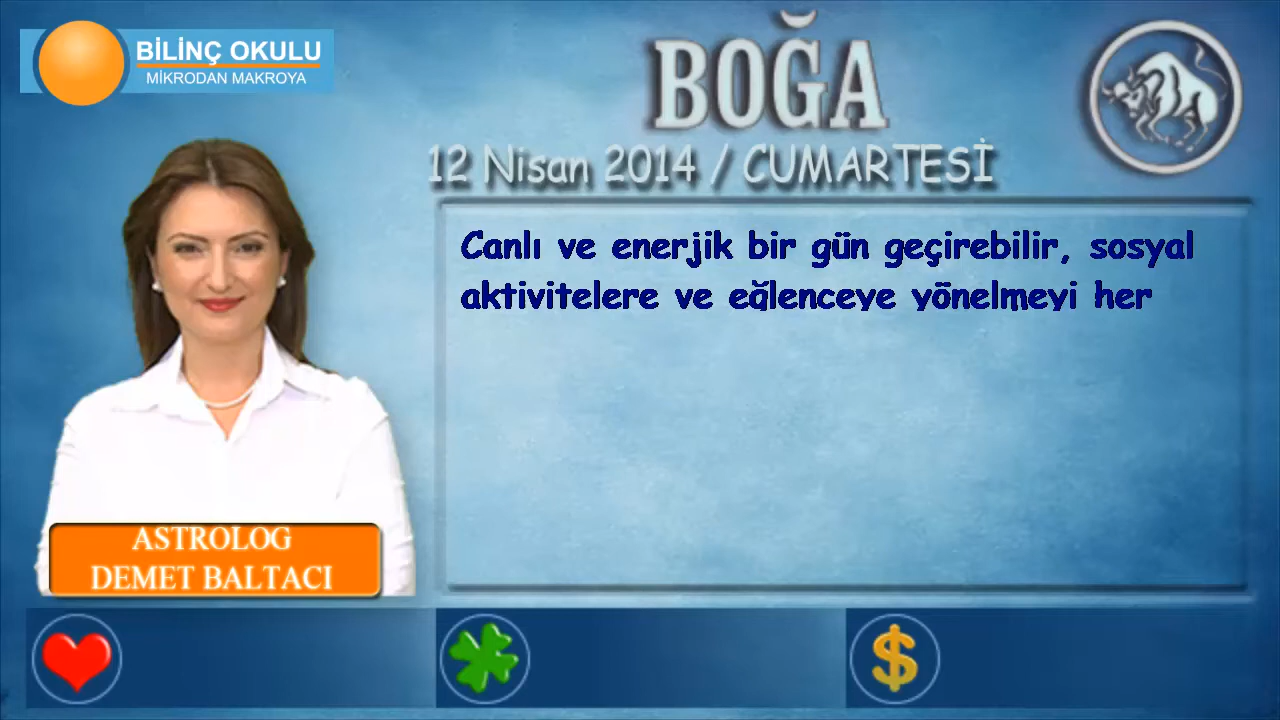 BİLİNÇ OKULU
MİKRODAN MAKROYA
BOĞA
12 Nisan 2014 / CUMARTESİ
Canlı ve enerjik bir gün geçirebilir, sosyal
aktivitelere ve eğlenceye yönelmeyi her
ASTROLOG
DEMET BALTACI
$